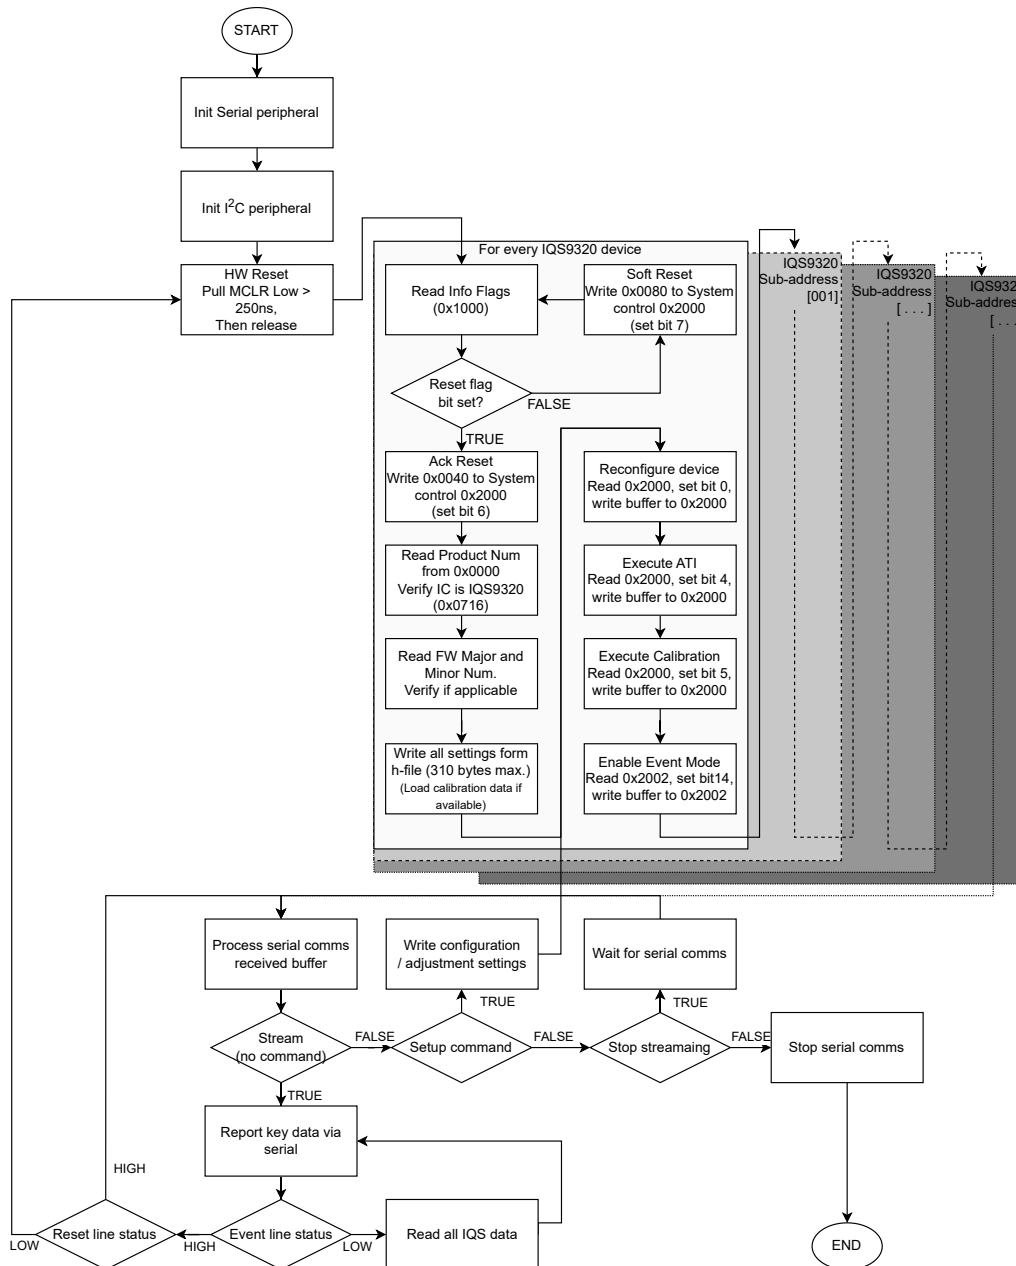 START
Init Serial peripheral
Init I²C peripheral
HW Reset
Pull MCLR Low >
250ns,
Then release
For every IQS9320 device
Read Info Flags
(0x1000)
Soft Reset
Write 0x0080 to System
control 0x2000
(set bit 7)
Reset flag
bit set?
FALSE
TRUE
Ack Reset
Write 0x0040 to System
control 0x2000
(set bit 6)
Read Product Num
from 0x0000
Verify IC is IQS9320
(0x0716)
Read FW Major and
Minor Num.
Verify if applicable
Write all settings form
h-file (310 bytes max.)
(Load calibration data if
available)
Reconfigure device
Read 0x2000, set bit 0,
write buffer to 0x2000
Execute ATI
Read 0x2000, set bit 4,
write buffer to 0x2000
Execute Calibration
Read 0x2000, set bit 5,
write buffer to 0x2000
Enable Event Mode
Read 0x2002, set bit14,
write buffer to 0x2002
IQS9320
Sub-address
[001]
IQS9320
Sub-address
[ . . . ]
IQS932
Sub-addres
[ . . .
Process serial comms
received buffer
Write configuration
/ adjustment settings
Wait for serial comms
Stream
(no command)
FALSE
TRUE
Setup command
TRUE
FALSE
Stop streamaing
TRUE
FALSE
Stop serial comms
Report key data via
serial
Event line status
HIGH
LOW
Read all IQS data
Reset line status
HIGH
LOW
END